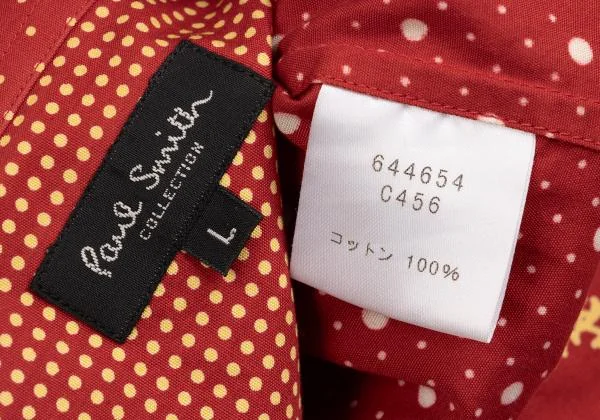 Paul Smith
COLLECTION
L
644654
C456
コットン 100%